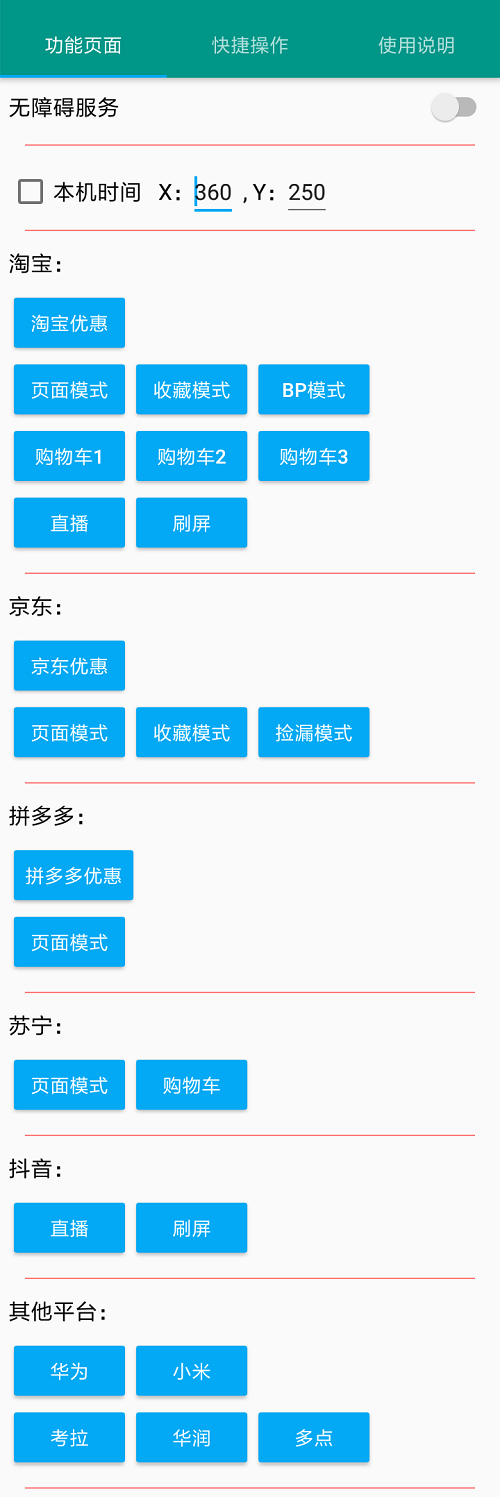 功能页面 快捷操作 使用说明
无障碍服务
本机时间 X：360 ,Y：250
淘宝：
淘宝优惠
页面模式 收藏模式 BP模式
购物车1 购物车2 购物车3
直播 刷屏
京东：
京东优惠
页面模式 收藏模式 捡漏模式
拼多多：
拼多多优惠
页面模式
苏宁：
页面模式 购物车
抖音：
直播 刷屏
其他平台：
华为 小米
考拉 华润 多点